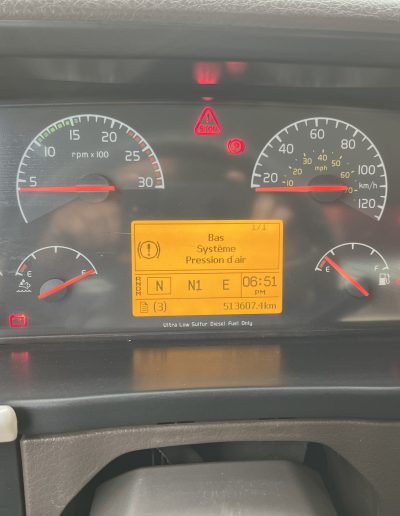 STOP
5 10 15 20 25 30
rpm x 100
20 40 60 80 100 120
km/h
10 30 40 50 60 70
mph
1/1
Bas
Système
Pression d'air
N N1 E 06:51
PM
(3) 513607.4km
E F
E F
Ultra Low Sulfur Diesel Fuel Only